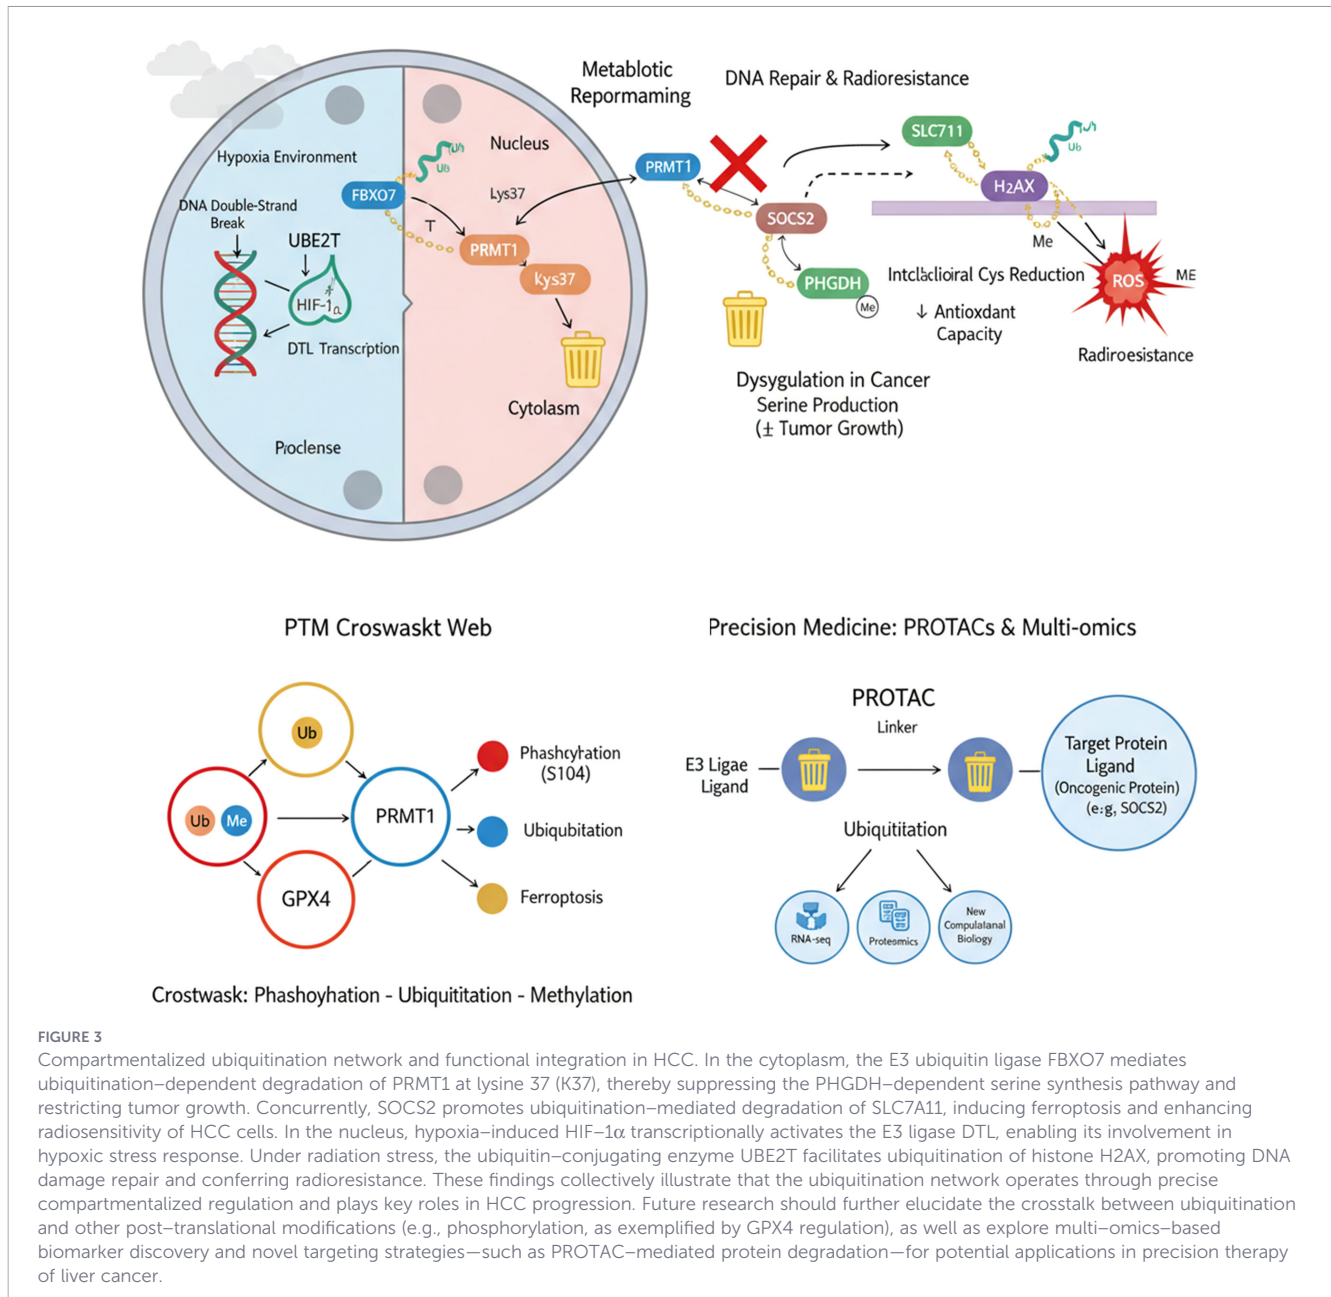 Metablotic
Repormaming
DNA Repair & Radioresistance
Hypoxia Environment
Nucleus
Ub
FBXO7
Lys37
DNA Double-Strand
Break
UBE2T
HIF-1α
DTL Transcription
T
PRMT1
Kys37
Cytolasm
Proclense
PRMT1
SOCS2
PHGDH
Me
SLC711
Ub
H2AX
Me
Cys Reduction
↓ Antioxdant
Capacity
ROS
ME
Radiroesistance
Dysygulation in Cancer
Serine Production
(± Tumor Growth)
PTM Croswaskt Web
Ub
Ub
Me
PRMT1
GPX4
(S104)
Ubiqubitation
Ferroptosis
Crostwask: Phashoyhation - Ubiquititation - Methylation
Precision Medicine: PROTACs & Multi-omics
PROTAC
Linker
E3 Ligae
Ligand
Target Protein
Ligand
(Oncogenic Protein)
(e:g, SOCS2)
Ubiquititation
RNA-seq
Proteomics
New
Biology
FIGURE 3
Compartmentalized ubiquitination network and functional integration in HCC. In the cytoplasm, the E3 ubiquitin ligase FBXO7 mediates
ubiquitination–dependent degradation of PRMT1 at lysine 37 (K37), thereby suppressing the PHGDH–dependent serine synthesis pathway and
restricting tumor growth. Concurrently, SOCS2 promotes ubiquitination–mediated degradation of SLC7A11, inducing ferroptosis and enhancing
radiosensitivity of HCC cells. In the nucleus, hypoxia–induced HIF–1α transcriptionally activates the E3 ligase DTL, enabling its involvement in
hypoxic stress response. Under radiation stress, the ubiquitin–conjugating enzyme UBE2T facilitates ubiquitination of histone H2AX, promoting DNA
damage repair and conferring radioresistance. These findings collectively illustrate that the ubiquitination network operates through precise
compartmentalized regulation and plays key roles in HCC progression. Future research should further elucidate the crosstalk between ubiquitination
and other post–translational modifications (e.g., phosphorylation, as exemplified by GPX4 regulation), as well as explore multi–omics–based
biomarker discovery and novel targeting strategies—such as PROTAC–mediated protein degradation—for potential applications in precision therapy
of liver cancer.